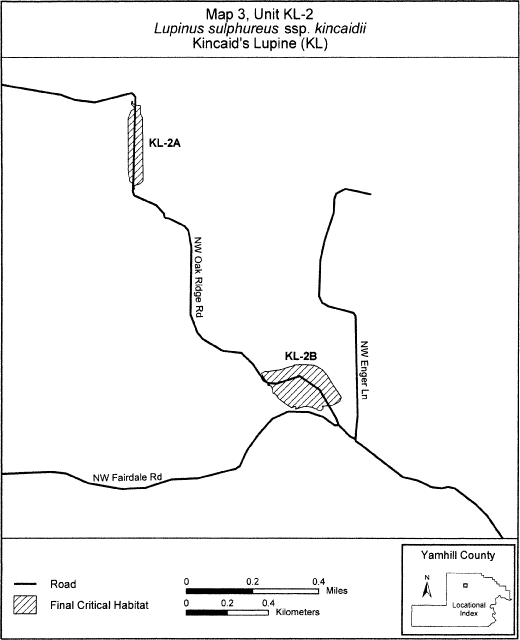 Map 3, Unit KL-2
Lupinus sulphureus ssp. kincaidii
Kincaid's Lupine (KL)
KL-2A
NW Oak Ridge Rd
KL-2B
NW Enger Ln
NW Fairdale Rd
Road
Final Critical Habitat
0 0.2 0.4
Miles
0 0.2 0.4
Kilometers
Yamhill County
N
Locational
Index